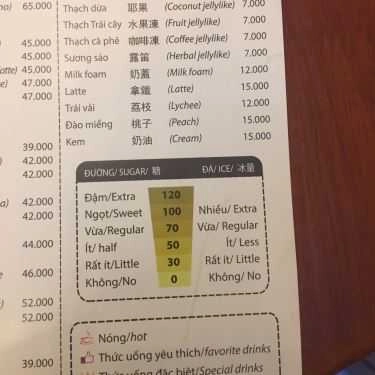 65.000
Thạch dừa 耶果 (Coconut jellylike) 7.000
Thạch Trái cây 水果凍 (Fruit jellylike) 7.000
45.000
Thạch cà phê 咖啡凍 (Coffee jellylike) 7.000
45.000
Sương sáo 露笛 (Herbal jellylike) 7.000
45.000
Milk foam 奶蓋 (Milk foam) 12.000
47.000
47.000
Latte 拿鐵 (Latte) 15.000
Trái vải 荔枝 (Lychee) 12.000
Đào miếng 桃子 (Peach) 15.000
39.000
Kem 奶油 (Cream) 15.000
42.000
ĐƯỜNG/ SUGAR/ 糖 ĐÁ/ ICE/ 冰量
42.000
Đậm/Extra 120
42.000
Ngọt/Sweet 100 Nhiều/ Extra
42.000
Vừa/Regular 70 Vừa/ Regular
44.000
Ít/ half 50 Ít/ Less
Rất ít/Little 30 Rất ít/Little
46.000
Không/No 0 Không/No
52.000
52.000
Nóng/hot
Thức uống yêu thích/favorite drinks
39.000
Thức uống đặc biệt/Special drinks